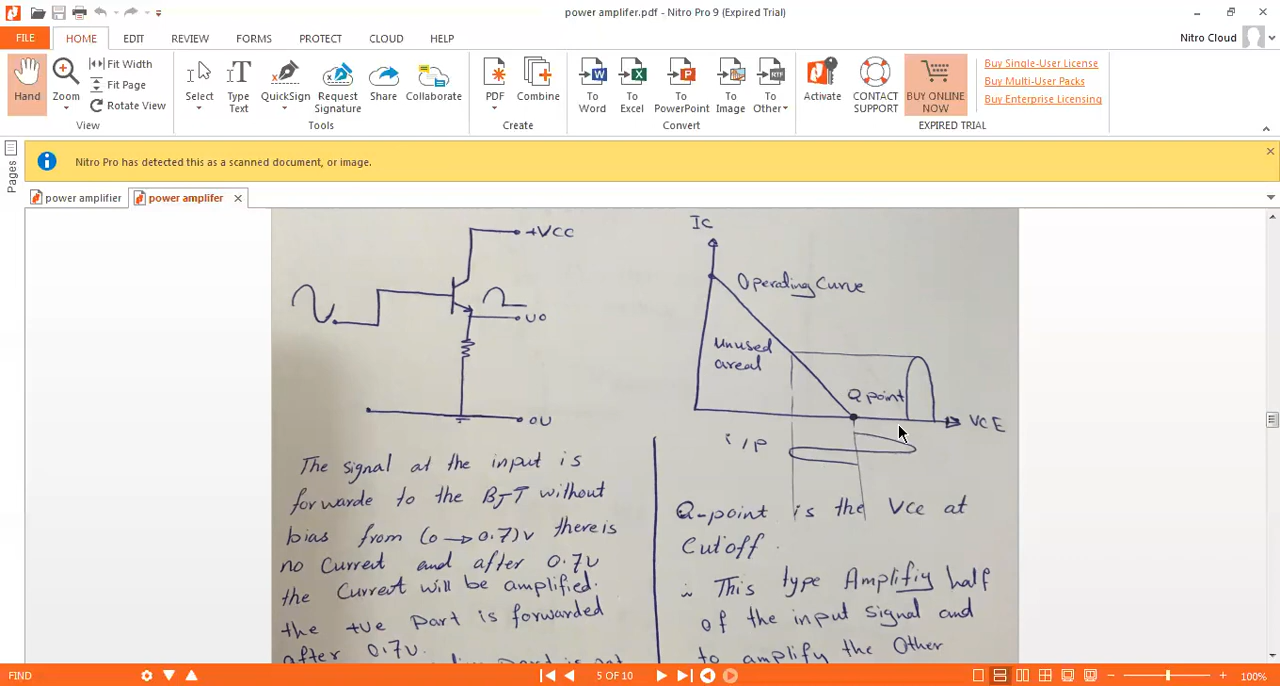 power amplifer.pdf - Nitro Pro 9 (Expired Trial)
FILE HOME EDIT REVIEW FORMS PROTECT CLOUD HELP
Nitro Cloud
Hand
Zoom
Fit Width
Fit Page
Rotate View
View
Select
Type Text
QuickSign
Request Signature
Share
Collaborate
Tools
PDF
Combine
Create
To Word
To Excel
To PowerPoint
To Image
To Other
Convert
Activate
CONTACT SUPPORT
BUY ONLINE NOW
Buy Single-User License
Buy Multi-User Packs
Buy Enterprise Licensing
EXPIRED TRIAL
Pages
Nitro Pro has detected this as a scanned document, or image.
power amplifier
power amplifer
+VCC
UO
OU
The signal at the input is
forwarde to the BJT without
bias from (0→0.7)v there is
no Current and after 0.7v
the Current will be amplified.
the +ve part is forwarded
after 0.7v.
IC
Operating Curve
Unused
areal
Q point
VCE
i/p
Q-point is the Vce at
Cutoff.
∴ This type Amplifiy half
of the input signal and
to amplify the Other
FIND
5 OF 10
100%